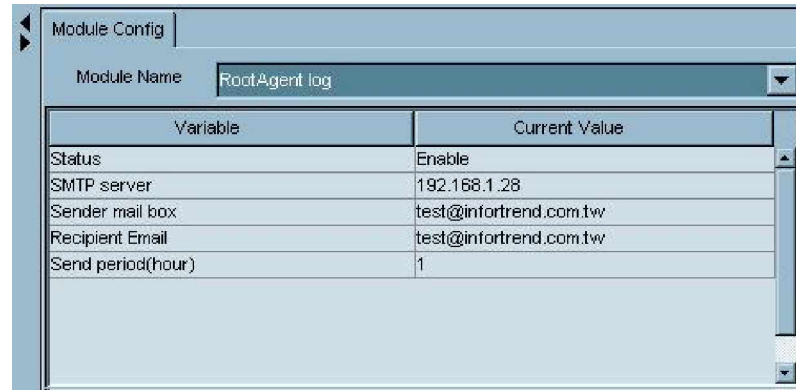 Module Config
Module Name RootAgent log
Variable Current Value
Status Enable
SMTP server 192.168.1.28
Sender mail box test@infortrend.com.tw
Recipient Email test@infortrend.com.tw
Send period(hour) 1